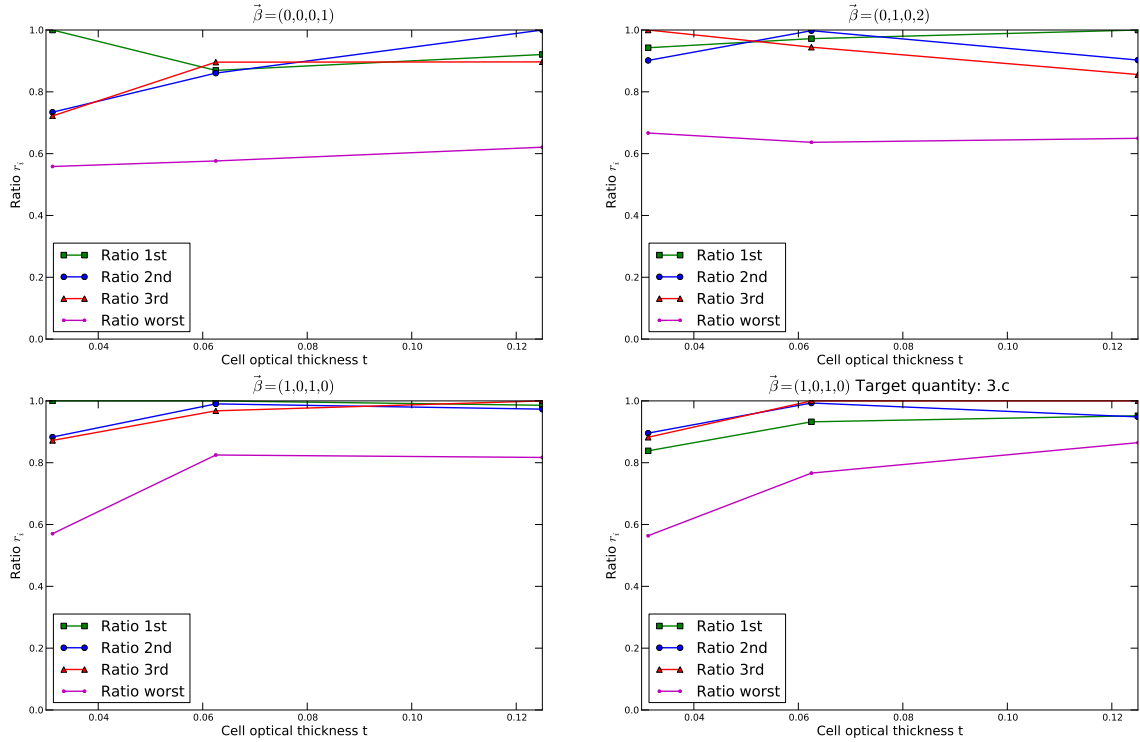 β⃗=(0,0,0,1)
1.0
0.8
0.6
0.4
0.2
0.0
Ratio rᵢ
Ratio 1st
Ratio 2nd
Ratio 3rd
Ratio worst
0.04 0.06 0.08 0.10 0.12
Cell optical thickness t
β⃗=(0,1,0,2)
1.0
0.8
0.6
0.4
0.2
0.0
Ratio rᵢ
Ratio 1st
Ratio 2nd
Ratio 3rd
Ratio worst
0.04 0.06 0.08 0.10 0.12
Cell optical thickness t
β⃗=(1,0,1,0)
1.0
0.8
0.6
0.4
0.2
0.0
Ratio rᵢ
Ratio 1st
Ratio 2nd
Ratio 3rd
Ratio worst
0.04 0.06 0.08 0.10 0.12
Cell optical thickness t
β⃗=(1,0,1,0) Target quantity: 3.c
1.0
0.8
0.6
0.4
0.2
0.0
Ratio rᵢ
Ratio 1st
Ratio 2nd
Ratio 3rd
Ratio worst
0.04 0.06 0.08 0.10 0.12
Cell optical thickness t